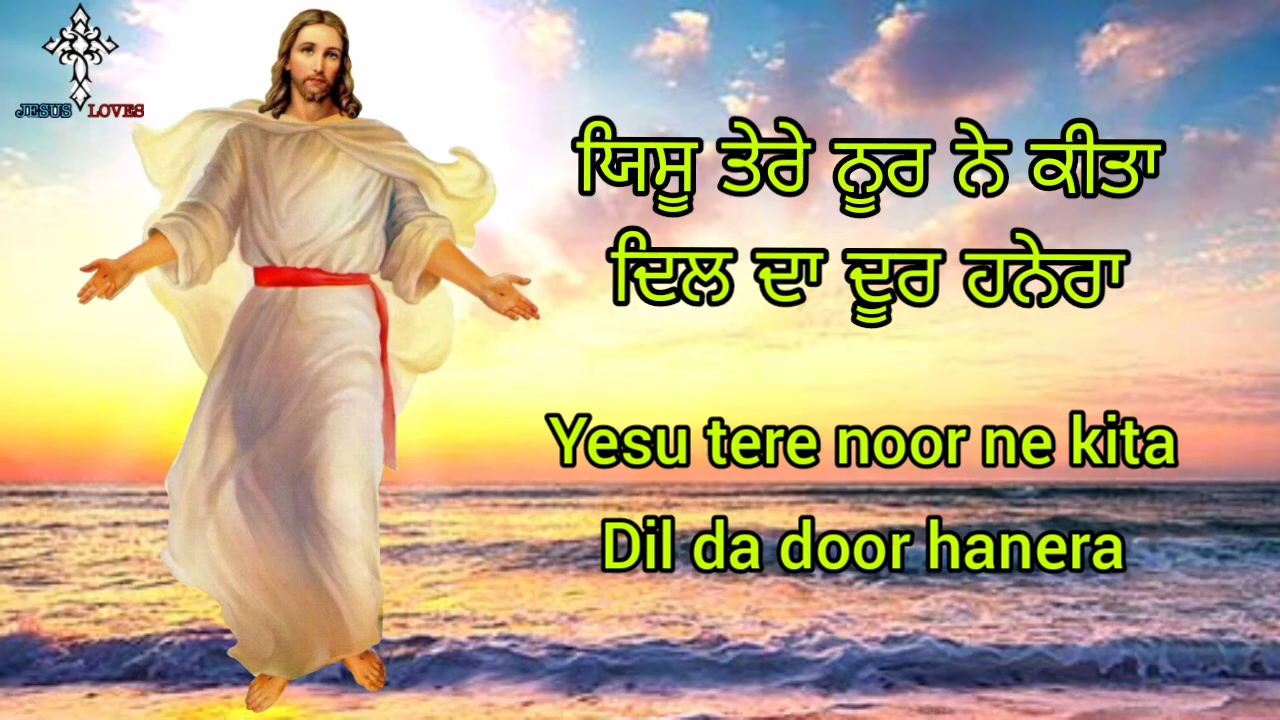 JESUS LOVES
ਯਿਸੂ ਤੇਰੇ ਨੂਰ ਨੇ ਕੀਤਾ
ਦਿਲ ਦਾ ਦੂਰ ਹਨੇਰਾ
Yesu tere noor ne kita
Dil da door hanera